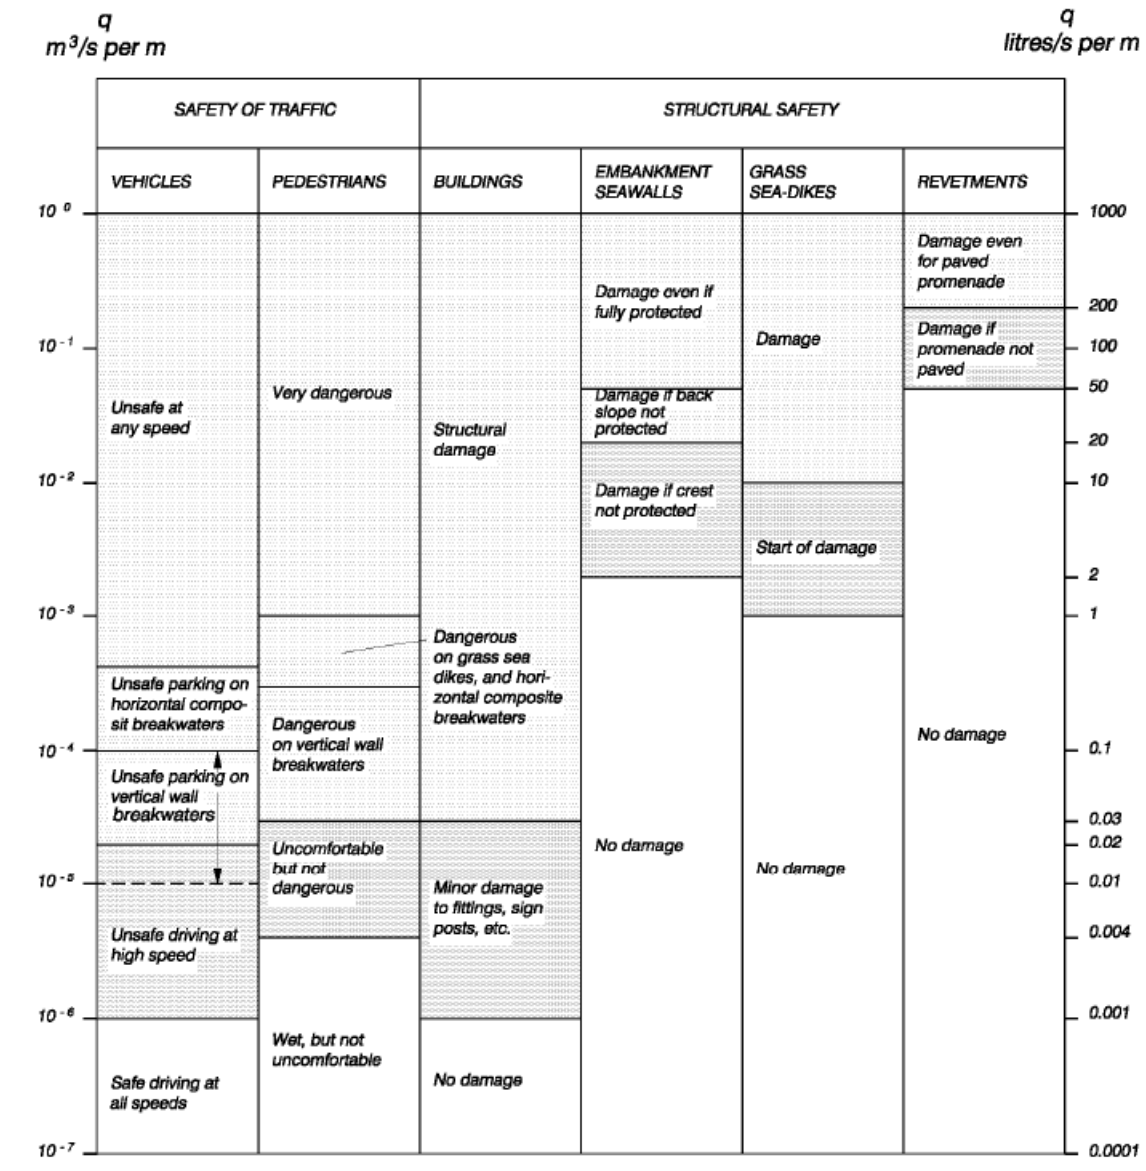 q
m³/s per m
q
litres/s per m
SAFETY OF TRAFFIC
STRUCTURAL SAFETY
VEHICLES
PEDESTRIANS
BUILDINGS
EMBANKMENT
SEAWALLS
GRASS
SEA-DIKES
REVETMENTS
10⁰
10⁻¹
10⁻²
10⁻³
10⁻⁴
10⁻⁵
10⁻⁶
10⁻⁷
Unsafe at
any speed
Unsafe parking on
horizontal compo-
sit breakwaters
Unsafe parking on
vertical wall
breakwaters
Unsafe driving at
high speed
Safe driving at
all speeds
Very dangerous
Dangerous
on vertical wall
breakwaters
Uncomfortable
but not
dangerous
Wet, but not
uncomfortable
Structural
damage
Dangerous
on grass sea
dikes, and hori-
zontal composite
breakwaters
Minor damage
to fittings, sign
posts, etc.
No damage
Damage even if
fully protected
Damage if back
slope not
protected
Damage if crest
not protected
No damage
Damage
Start of damage
No damage
Damage even
for paved
promenade
Damage if
promenade not
paved
No damage
1000
200
100
50
20
10
2
1
0.1
0.03
0.02
0.01
0.004
0.001
0.0001